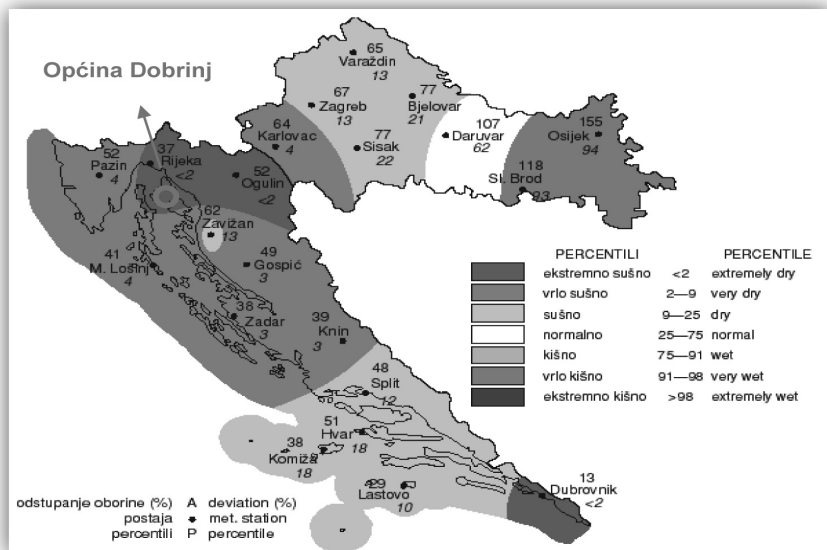 Općina Dobrinj
65
Varaždin
13
67
Zagreb
13
77
Bjelovar
21
64
Karlovac
4
77
Sisak
22
107
Daruvar
62
155
Osijek
94
118
Sl. Brod
93
37
Rijeka
<2
52
Pazin
4
52
Ogulin
<2
62
Zavižan
13
41
M. Lošinj
4
49
Gospić
3
38
Zadar
3
39
Knin
3
48
Split
12
51
Hvar
18
38
Komiža
18
29
Lastovo
10
13
Dubrovnik
<2
PERCENTILI PERCENTILE
ekstremno sušno <2 extremely dry
vrlo sušno 2—9 very dry
sušno 9—25 dry
normalno 25—75 normal
kišno 75—91 wet
vrlo kišno 91—98 very wet
ekstremno kišno >98 extremely wet
odstupanje oborine (%) A deviation (%)
postaja met. station
percentili P percentile